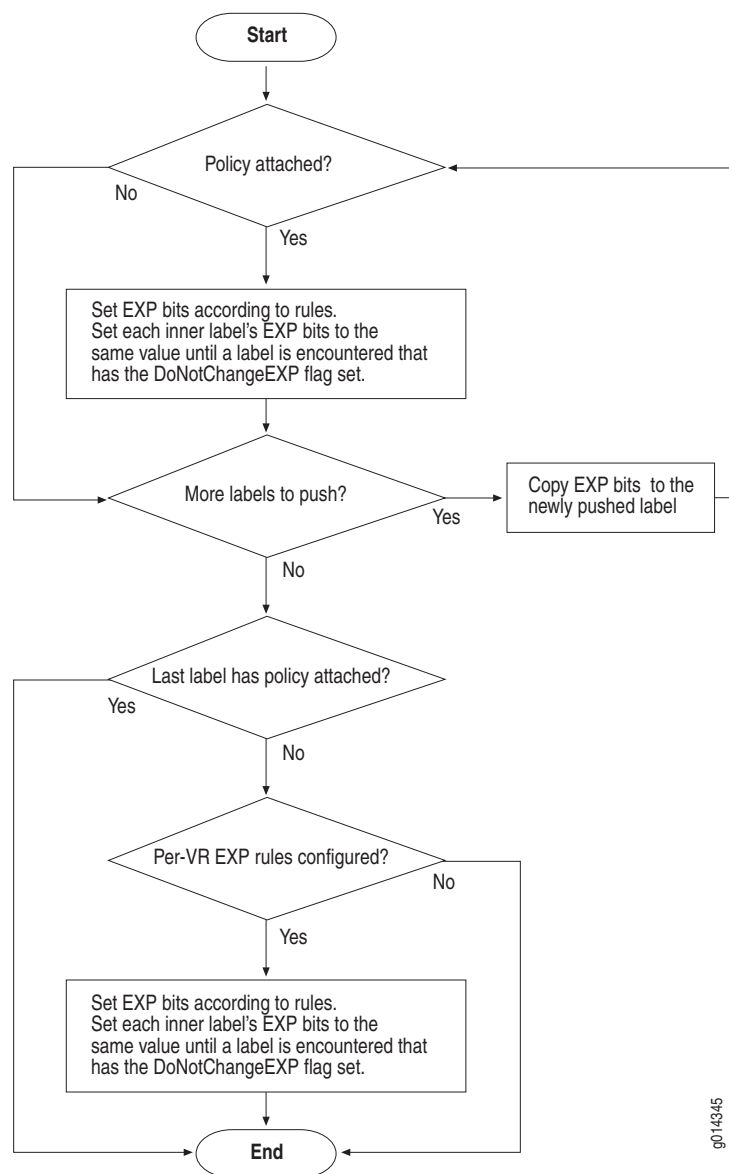 Start
Policy attached?
No
Yes
Set EXP bits according to rules.
Set each inner label's EXP bits to the
same value until a label is encountered that
has the DoNotChangeEXP flag set.
More labels to push?
Yes
Copy EXP bits to the
newly pushed label
No
Last label has policy attached?
Yes
No
Per-VR EXP rules configured?
No
Yes
Set EXP bits according to rules.
Set each inner label's EXP bits to the
same value until a label is encountered that
has the DoNotChangeEXP flag set.
End
g014345